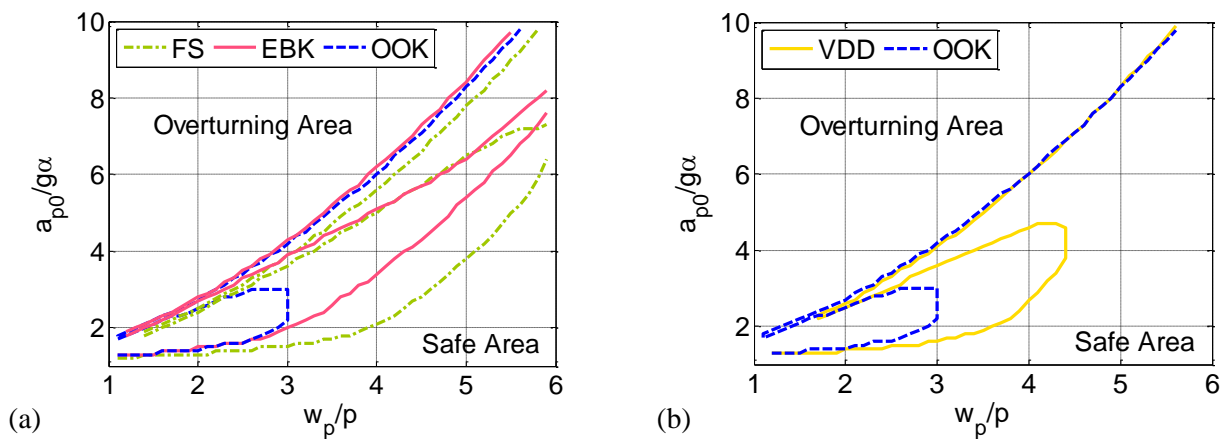 10
8
6
4
2
1 2 3 4 5 6
a_p0/gα
w_p/p
FS EBK OOK
Overturning Area
Safe Area
(a)
10
8
6
4
2
1 2 3 4 5 6
a_p0/gα
w_p/p
VDD OOK
Overturning Area
Safe Area
(b)